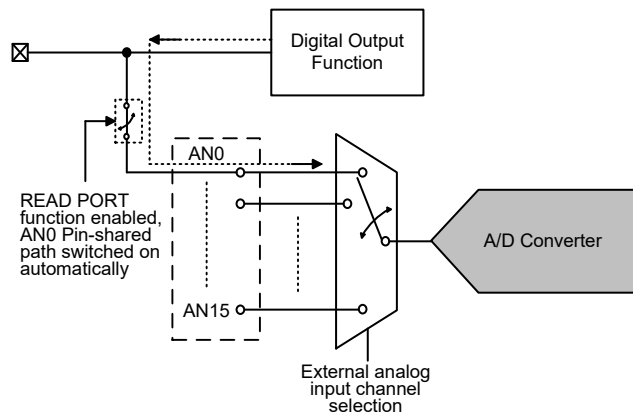 Digital Output
Function
AN0
READ PORT
function enabled,
AN0 Pin-shared
path switched on
automatically
A/D Converter
AN15
External analog
input channel
selection